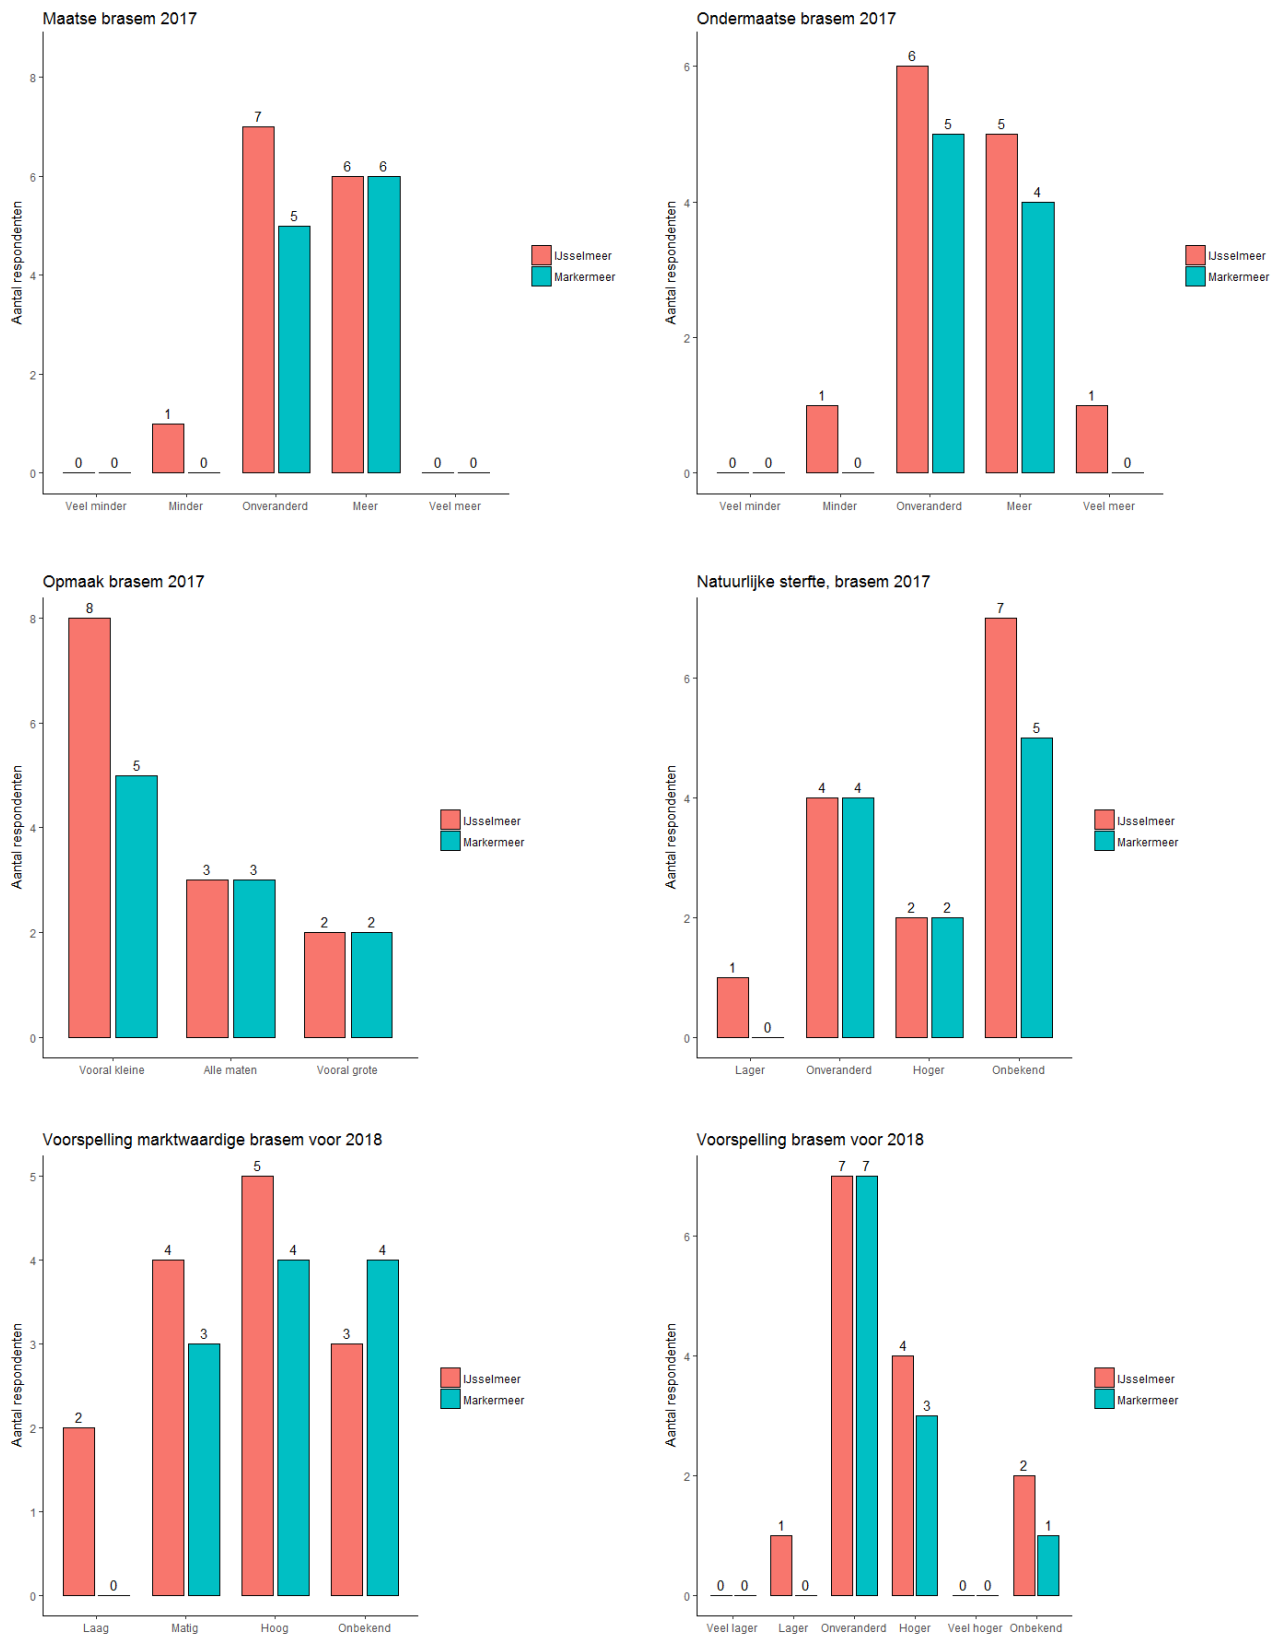 Maatse brasem 2017
Aantal respondenten
8
6
4
2
0
0 0
1 0
7 5
6 6
0 0
Veel minder Minder Onveranderd Meer Veel meer
IJsselmeer
Markermeer
Ondermaatse brasem 2017
Aantal respondenten
6
4
2
0
0 0
1 0
6 5
5 4
1 0
Veel minder Minder Onveranderd Meer Veel meer
IJsselmeer
Markermeer
Opmaak brasem 2017
Aantal respondenten
8
6
4
2
0
8 5
3 3
2 2
Vooral kleine Alle maten Vooral grote
IJsselmeer
Markermeer
Natuurlijke sterfte, brasem 2017
Aantal respondenten
6
4
2
0
1 0
4 4
2 2
7 5
Lager Onveranderd Hoger Onbekend
IJsselmeer
Markermeer
Voorspelling marktwaardige brasem voor 2018
Aantal respondenten
5
4
3
2
1
0
2 0
4 3
5 4
3 4
Laag Matig Hoog Onbekend
IJsselmeer
Markermeer
Voorspelling brasem voor 2018
Aantal respondenten
6
4
2
0
0 0
1 0
7 7
4 3
0 0
2 1
Veel lager Lager Onveranderd Hoger Veel hoger Onbekend
IJsselmeer
Markermeer